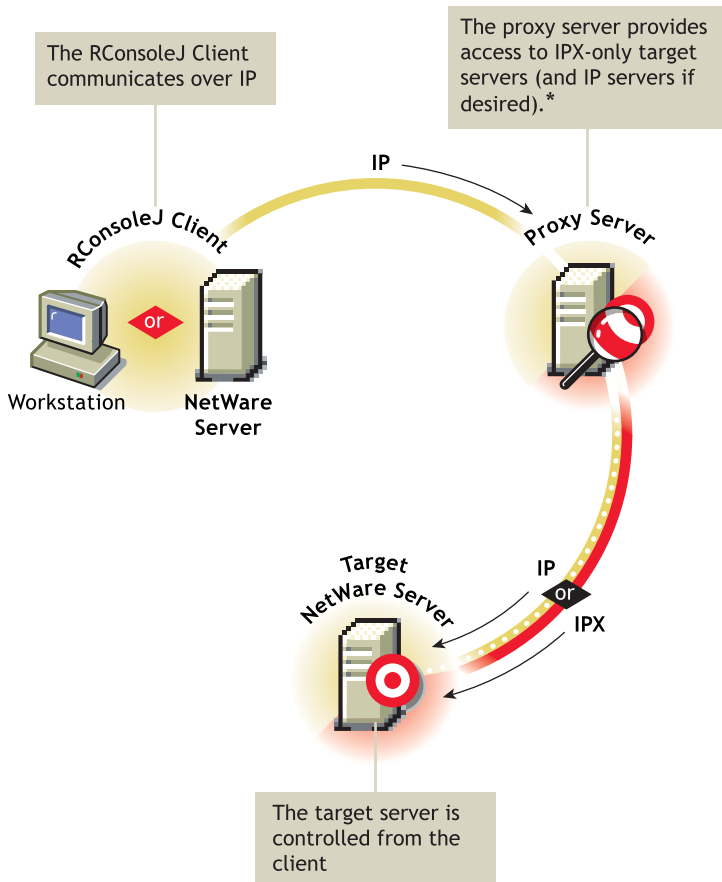 The RConsoleJ Client
communicates over IP
The proxy server provides
access to IPX-only target
servers (and IP servers if
desired).*
IP
RConsoleJ Client
Proxy Server
or
Workstation
NetWare
Server
Target
NetWare Server
IP
or
IPX
The target server is
controlled from the
client